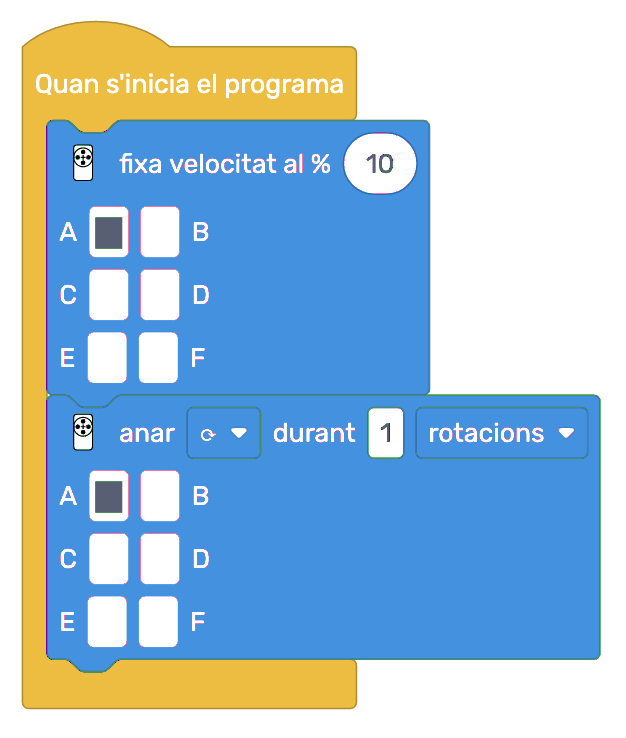 Quan s'inicia el programa
fixa velocitat al % 10
A B
C D
E F
anar ⟳ durant 1 rotacions
A B
C D
E F